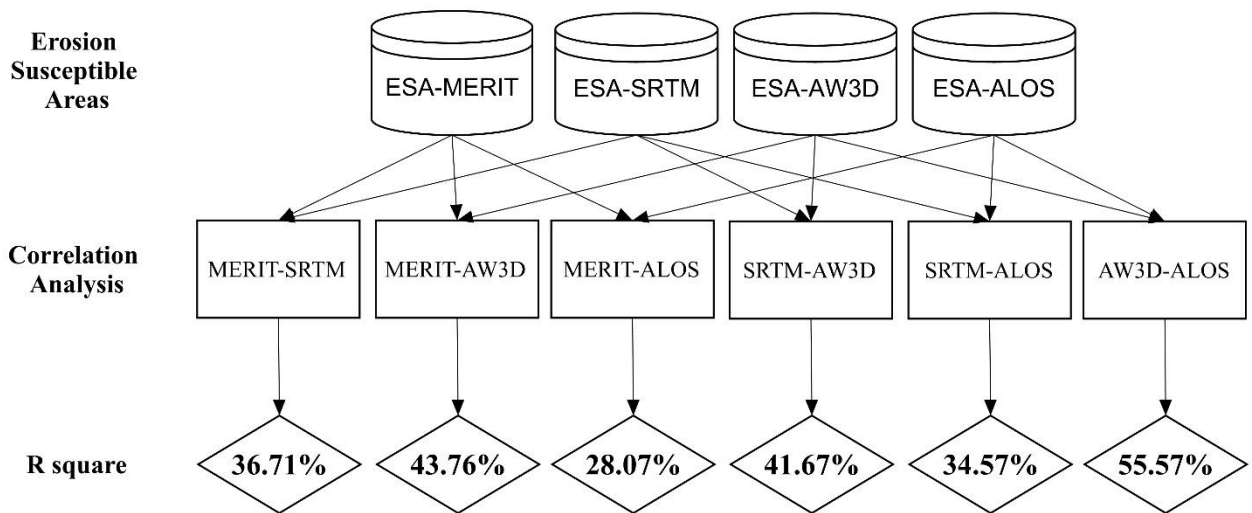 Erosion
Susceptible
Areas
ESA-MERIT
ESA-SRTM
ESA-AW3D
ESA-ALOS
Correlation
Analysis
MERIT-SRTM
MERIT-AW3D
MERIT-ALOS
SRTM-AW3D
SRTM-ALOS
AW3D-ALOS
R square
36.71%
43.76%
28.07%
41.67%
34.57%
55.57%